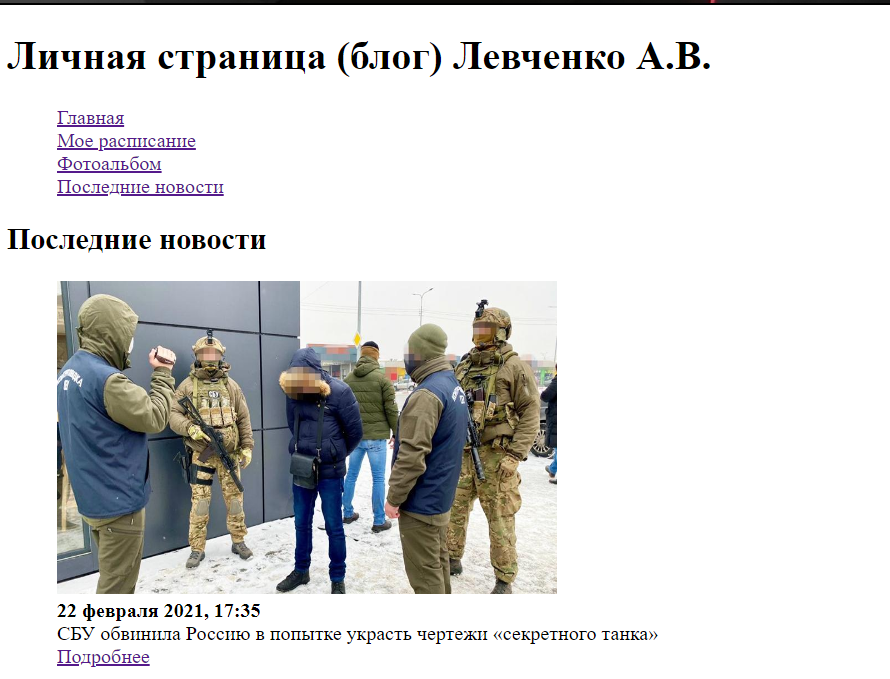 Личная страница (блог) Левченко А.В.
Главная
Мое расписание
Фотоальбом
Последние новости
Последние новости
СБУ
22 февраля 2021, 17:35
СБУ обвинила Россию в попытке украсть чертежи «секретного танка»
Подробнее